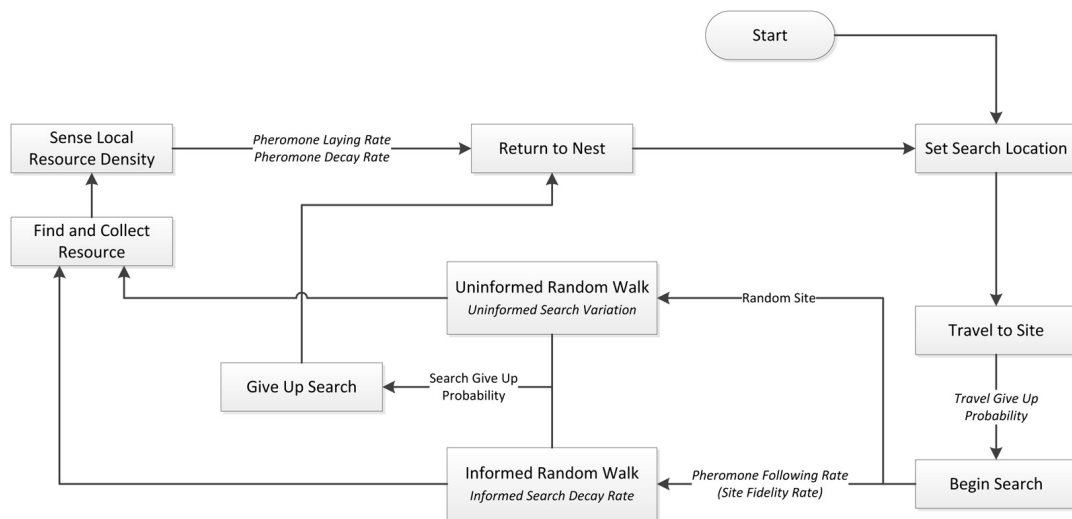 Start
Sense Local
Resource Density
Pheromone Laying Rate
Pheromone Decay Rate
Return to Nest
Set Search Location
Find and Collect
Resource
Uninformed Random Walk
Uninformed Search Variation
Random Site
Travel to Site
Give Up Search
Search Give Up
Probability
Travel Give Up
Probability
Informed Random Walk
Informed Search Decay Rate
Pheromone Following Rate
(Site Fidelity Rate)
Begin Search